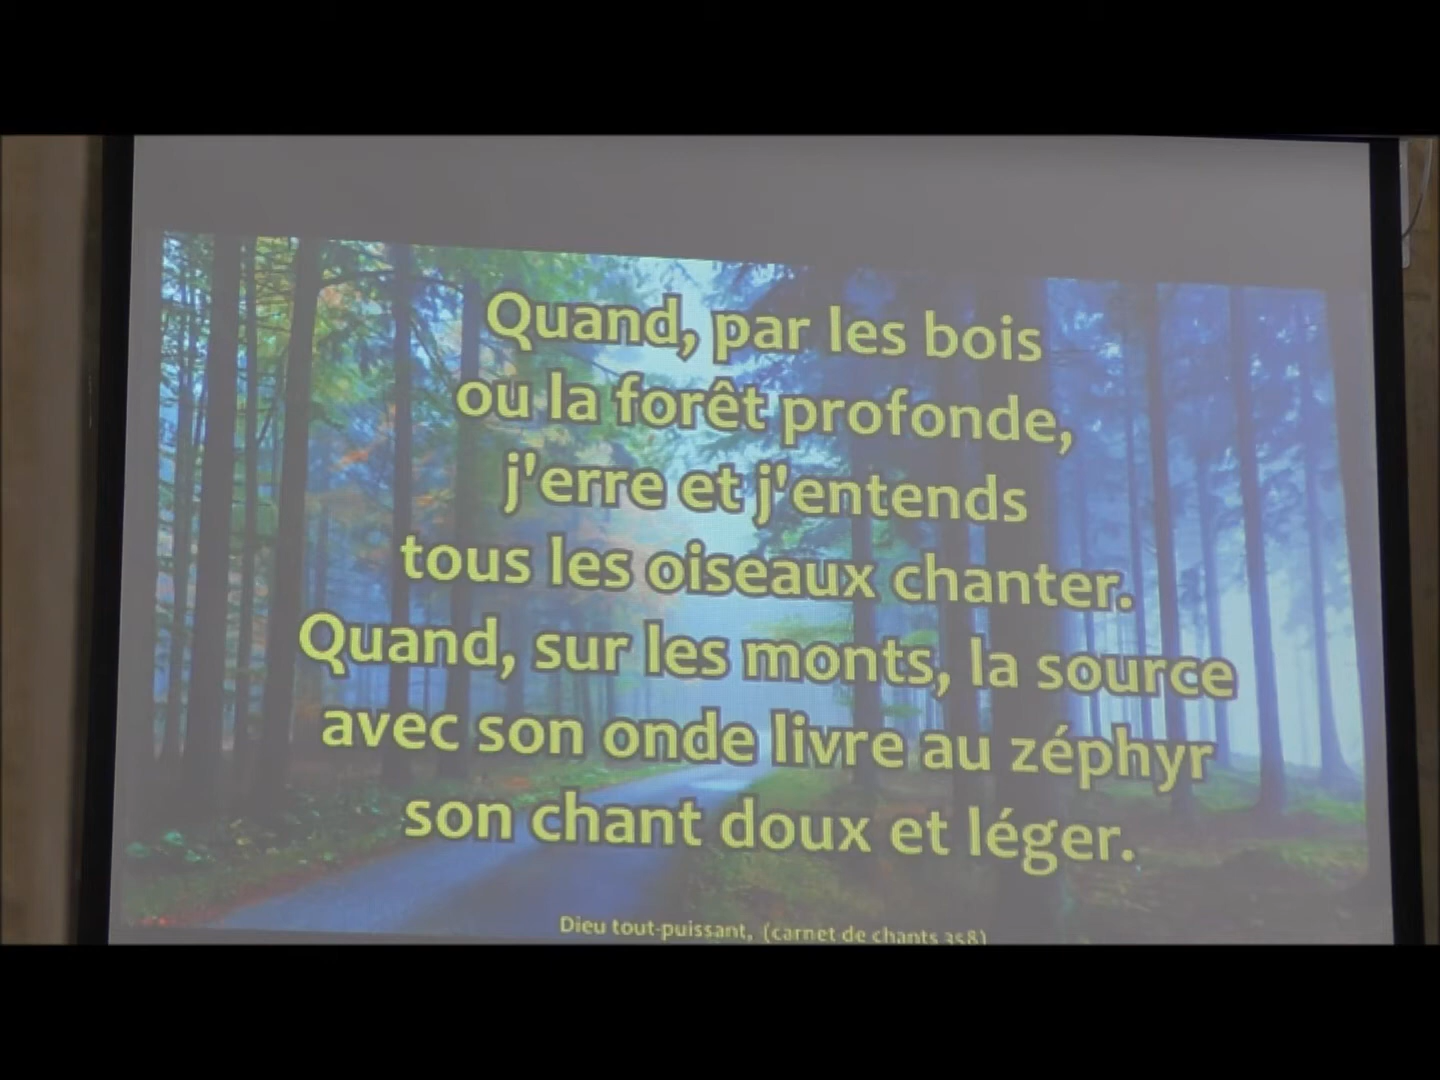 Quand, par les bois
ou la forêt profonde,
j'erre et j'entends
tous les oiseaux chanter.
Quand, sur les monts, la source
avec son onde livre au zéphyr
son chant doux et léger.
Dieu tout-puissant, (carnet de chants 358)